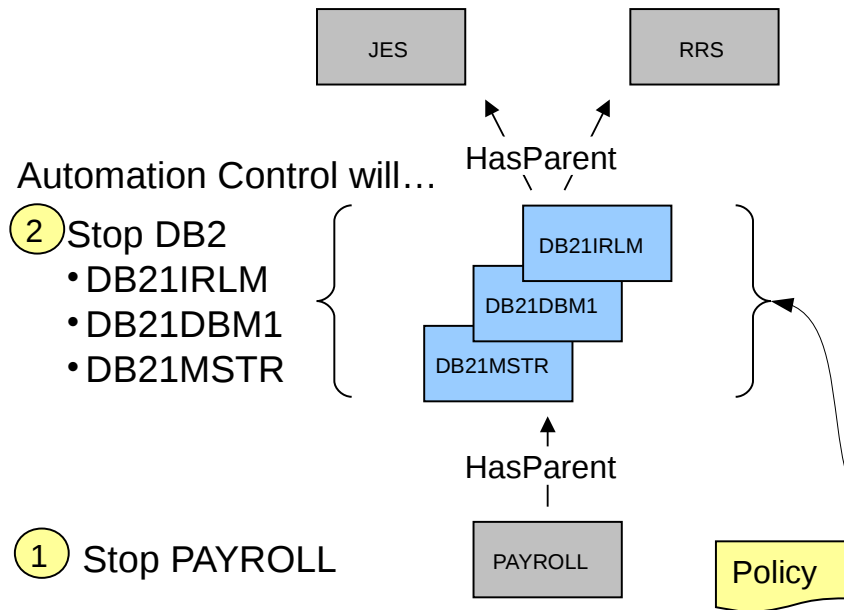 JES
RRS
HasParent
Automation Control will…
2
Stop DB2
• DB21IRLM
• DB21DBM1
• DB21MSTR
DB21IRLM
DB21DBM1
DB21MSTR
HasParent
1
Stop PAYROLL
PAYROLL
Policy